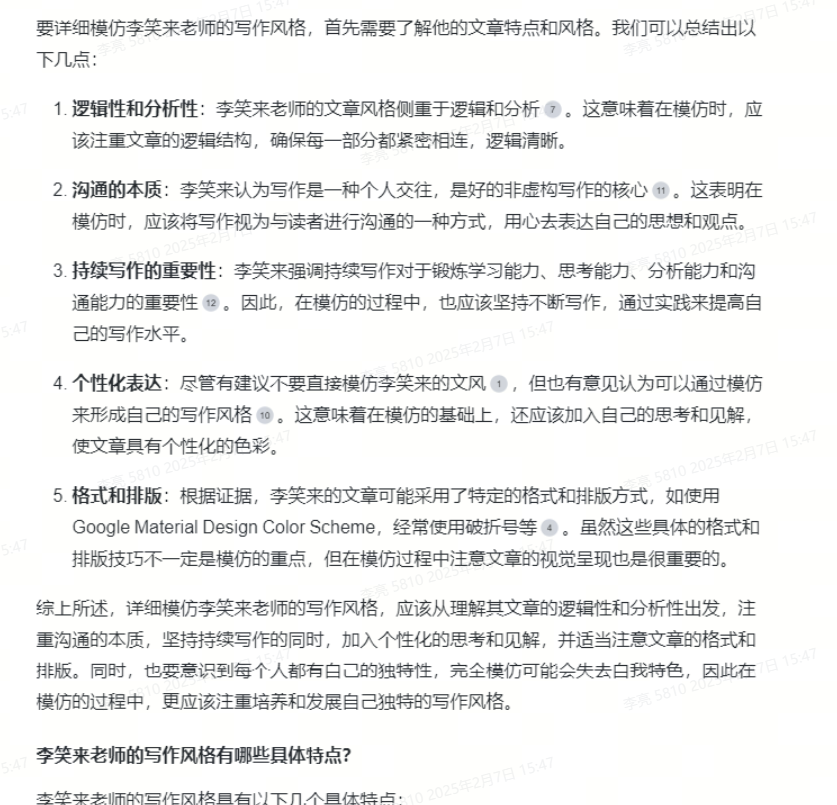 要详细模仿李笑来老师的写作风格，首先需要了解他的文章特点和风格。我们可以总结出以
下几点：
1. 逻辑性和分析性：李笑来老师的文章风格侧重于逻辑和分析 7 。这意味着在模仿时，应
该注重文章的逻辑结构，确保每一部分都紧密相连，逻辑清晰。
2. 沟通的本质：李笑来认为写作是一种个人交往，是好的非虚构写作的核心 11 。这表明在
模仿时，应该将写作视为与读者进行沟通的一种方式，用心去表达自己的思想和观点。
3. 持续写作的重要性：李笑来强调持续写作对于锻炼学习能力、思考能力、分析能力和沟
通能力的重要性 12 。因此，在模仿的过程中，也应该坚持不断写作，通过实践来提高自
己的写作水平。
4. 个性化表达：尽管有建议不要直接模仿李笑来的文风 1 ，但也有意见认为可以通过模仿
来形成自己的写作风格 10 。这意味着在模仿的基础上，还应该加入自己的思考和见解，
使文章具有个性化的色彩。
5. 格式和排版：根据证据，李笑来的文章可能采用了特定的格式和排版方式，如使用
Google Material Design Color Scheme，经常使用破折号等 4 。虽然这些具体的格式和
排版技巧不一定是模仿的重点，但在模仿过程中注意文章的视觉呈现也是很重要的。
综上所述，详细模仿李笑来老师的写作风格，应该从理解其文章的逻辑性和分析性出发，注
重沟通的本质，坚持持续写作的同时，加入个性化的思考和见解，并适当注意文章的格式和
排版。同时，也要意识到每个人都有自己的独特性，完全模仿可能会失去自我特色，因此在
模仿的过程中，更应该注重培养和发展自己独特的写作风格。
李笑来老师的写作风格有哪些具体特点？
李笑来老师的写作风格具有以下几个具体特点：
李亮 5810 2025年2月7日 15:47